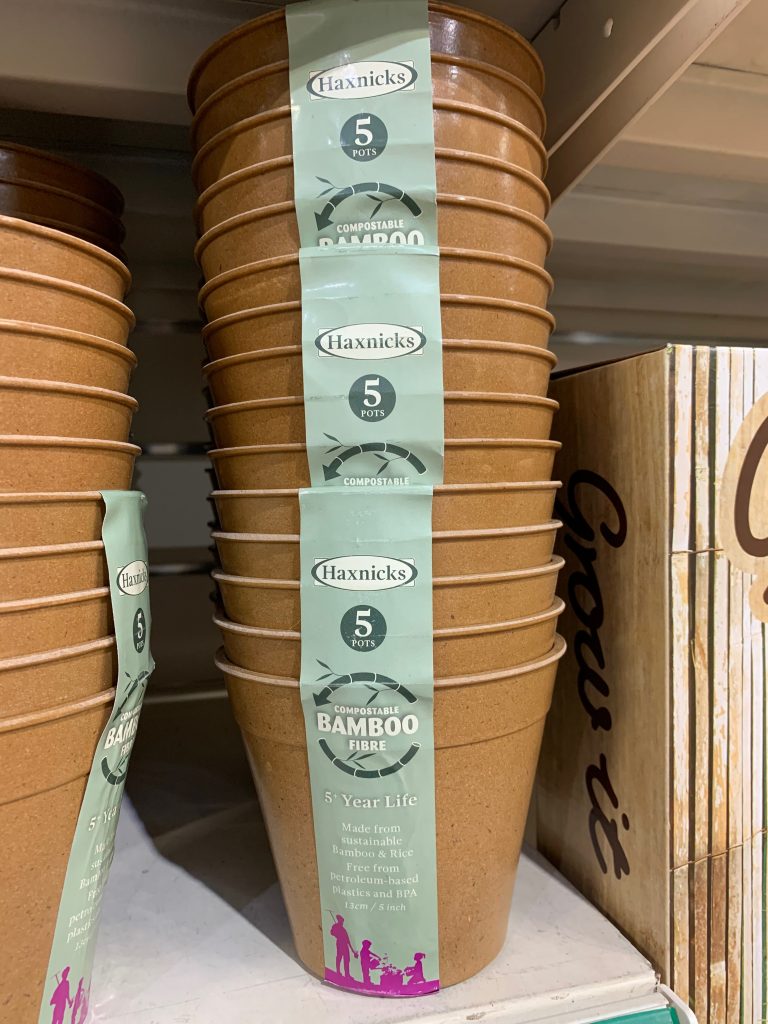 Haxnicks
5
POTS
COMPOSTABLE
BAMBOO
Haxnicks
5
POTS
COMPOSTABLE
Haxnicks
5
POTS
COMPOSTABLE
BAMBOO
FIBRE
5+ Year Life
Made from
sustainable
Bamboo & Rice
Free from
petroleum-based
plastics and BPA
13cm / 5 inch
Haxnicks
5
POTS
Grow it